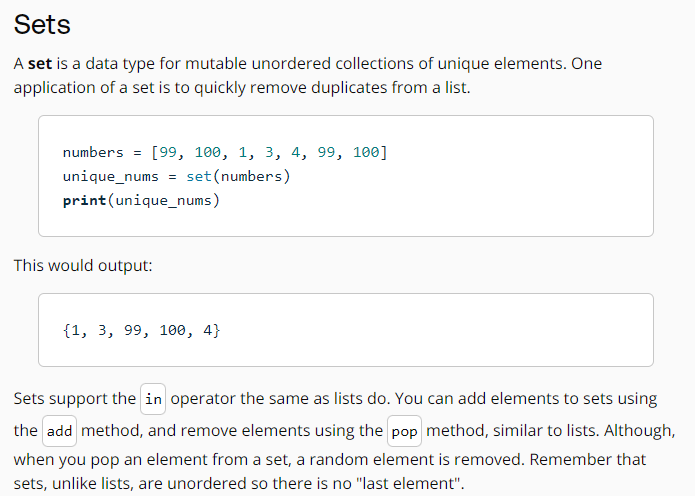 Sets
A set is a data type for mutable unordered collections of unique elements. One
application of a set is to quickly remove duplicates from a list.
numbers = [99, 100, 1, 3, 4, 99, 100]
unique_nums = set(numbers)
print(unique_nums)
This would output:
{1, 3, 99, 100, 4}
Sets support the in operator the same as lists do. You can add elements to sets using
the add method, and remove elements using the pop method, similar to lists. Although,
when you pop an element from a set, a random element is removed. Remember that
sets, unlike lists, are unordered so there is no "last element".